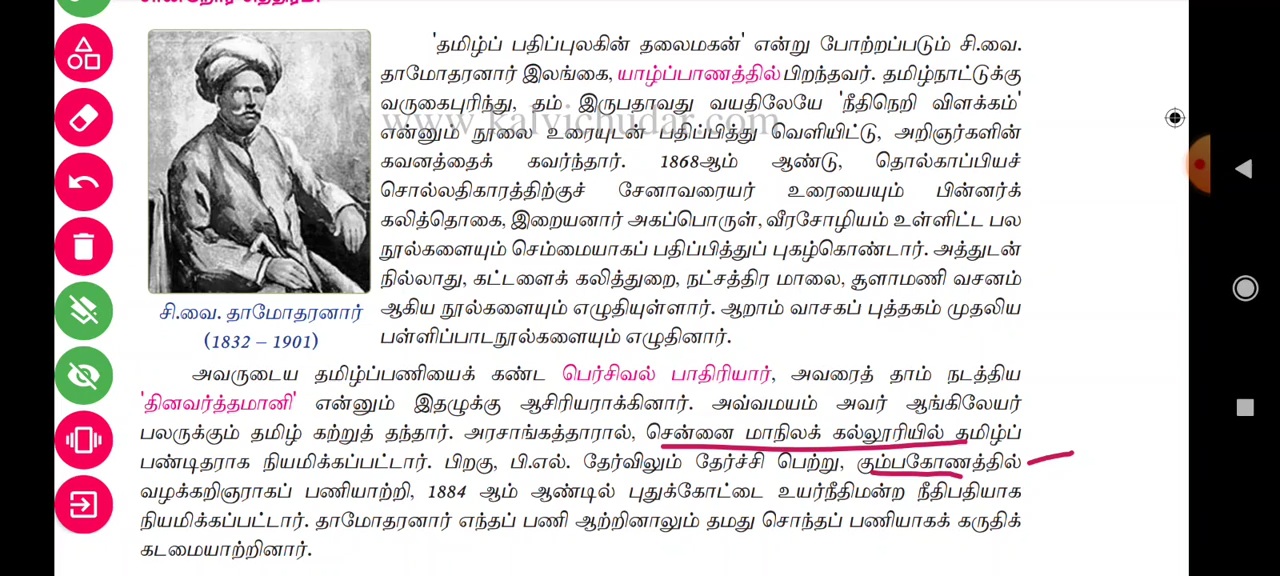 'தமிழ்ப் பதிப்புலகின் தலைமகன்' என்று போற்றப்படும் சி.வை.
தாமோதரனார் இலங்கை, யாழ்ப்பாணத்தில் பிறந்தவர். தமிழ்நாட்டுக்கு
வருகைபுரிந்து, தம் இருபதாவது வயதிலேயே 'நீதிநெறி விளக்கம்'
www.kalvichudar.com
என்னும் நூலை உரையுடன் பதிப்பித்து வெளியிட்டு, அறிஞர்களின்
கவனத்தைக் கவர்ந்தார். 1868ஆம் ஆண்டு, தொல்காப்பியச்
சொல்லதிகாரத்திற்குச் சேனாவரையர் உரையையும் பின்னர்க்
கலித்தொகை, இறையனார் அகப்பொருள், வீரசோழியம் உள்ளிட்ட பல
நூல்களையும் செம்மையாகப் பதிப்பித்துப் புகழ்கொண்டார். அத்துடன்
நில்லாது, கட்டளைக் கலித்துறை, நட்சத்திர மாலை, சூளாமணி வசனம்
ஆகிய நூல்களையும் எழுதியுள்ளார். ஆறாம் வாசகப் புத்தகம் முதலிய
பள்ளிப்பாடநூல்களையும் எழுதினார்.
சி.வை. தாமோதரனார்
(1832 – 1901)
அவருடைய தமிழ்ப்பணியைக் கண்ட பெர்சிவல் பாதிரியார், அவரைத் தாம் நடத்திய
'தினவர்த்தமானி' என்னும் இதழுக்கு ஆசிரியராக்கினார். அவ்வமயம் அவர் ஆங்கிலேயர்
பலருக்கும் தமிழ் கற்றுத் தந்தார். அரசாங்கத்தாரால், சென்னை மாநிலக் கல்லூரியில் தமிழ்ப்
பண்டிதராக நியமிக்கப்பட்டார். பிறகு, பி.எல். தேர்விலும் தேர்ச்சி பெற்று, கும்பகோணத்தில்
வழக்கறிஞராகப் பணியாற்றி, 1884 ஆம் ஆண்டில் புதுக்கோட்டை உயர்நீதிமன்ற நீதிபதியாக
நியமிக்கப்பட்டார். தாமோதரனார் எந்தப் பணி ஆற்றினாலும் தமது சொந்தப் பணியாகக் கருதிக்
கடமையாற்றினார்.